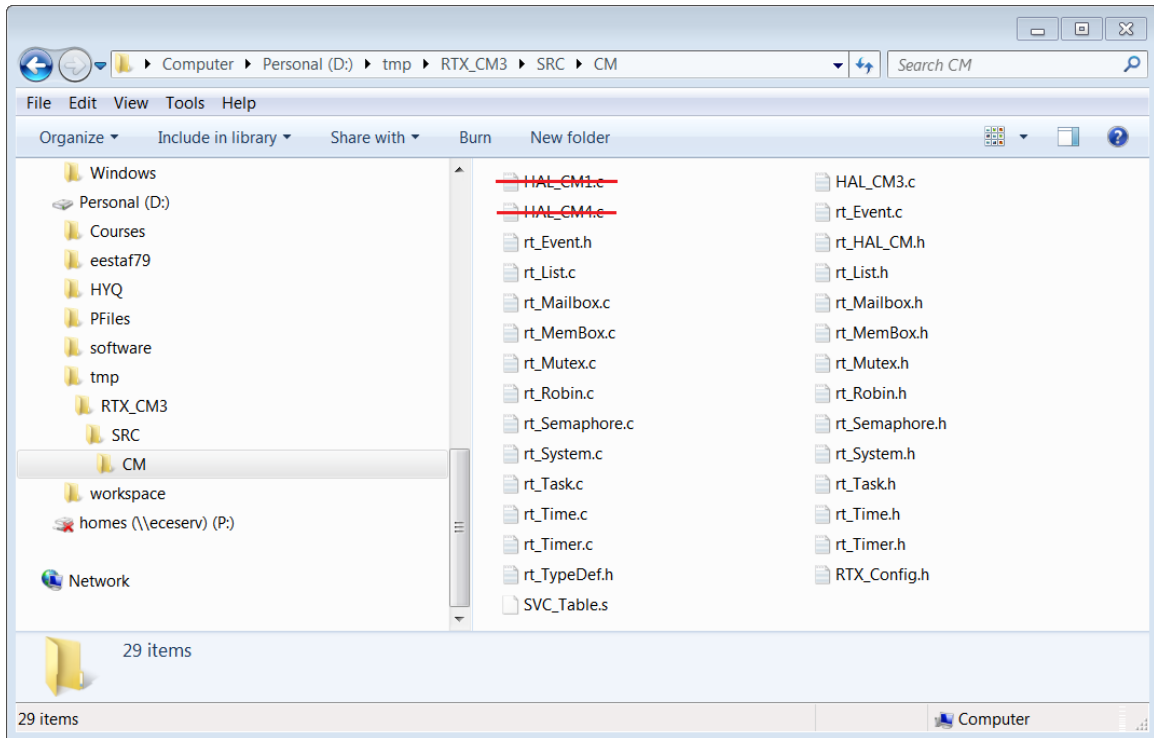 Computer Personal (D:) tmp RTX_CM3 SRC CM Search CM
File Edit View Tools Help
Organize Include in library Share with Burn New folder
Windows
Personal (D:)
Courses
eestaf79
HYQ
PFiles
software
tmp
RTX_CM3
SRC
CM
workspace
homes (\\eceserv) (P:)
Network
HAL_CM1.c HAL_CM3.c
HAL_CM4.c rt_Event.c
rt_Event.h rt_HAL_CM.h
rt_List.c rt_List.h
rt_Mailbox.c rt_Mailbox.h
rt_MemBox.c rt_MemBox.h
rt_Mutex.c rt_Mutex.h
rt_Robin.c rt_Robin.h
rt_Semaphore.c rt_Semaphore.h
rt_System.c rt_System.h
rt_Task.c rt_Task.h
rt_Time.c rt_Time.h
rt_Timer.c rt_Timer.h
rt_TypeDef.h RTX_Config.h
SVC_Table.s
29 items
29 items Computer